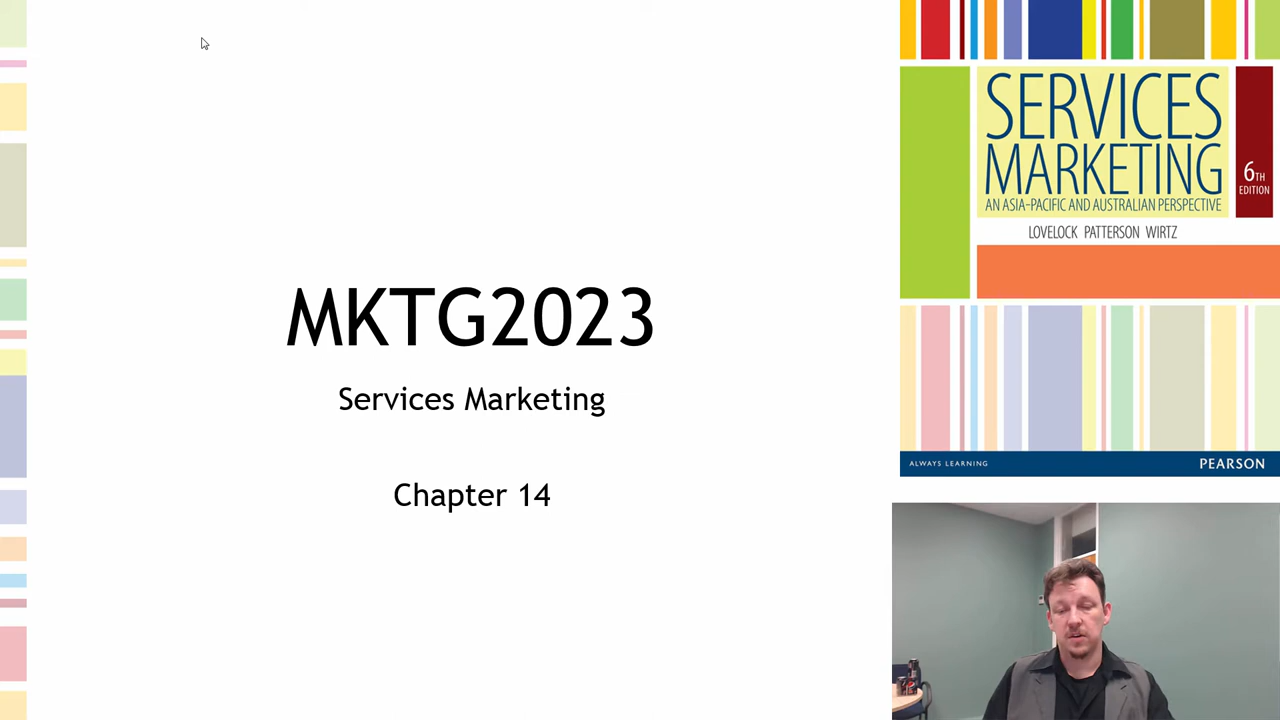 MKTG2023
Services Marketing
Chapter 14
SERVICES
MARKETING
AN ASIA-PACIFIC AND AUSTRALIAN PERSPECTIVE
6TH
EDITION
LOVELOCK PATTERSON WIRTZ
ALWAYS LEARNING
PEARSON